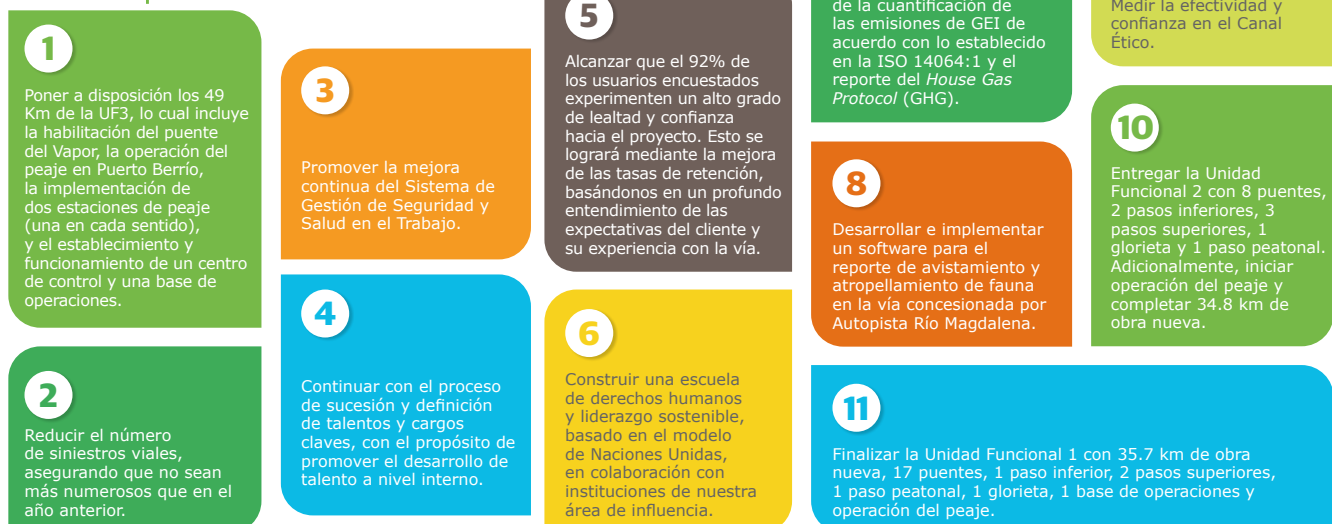 1
Poner a disposición los 49
Km de la UF3, lo cual incluye
la habilitación del puente
del Vapor, la operación del
peaje en Puerto Berrío,
la implementación de
dos estaciones de peaje
(una en cada sentido),
y el establecimiento y
funcionamiento de un centro
de control y una base de
operaciones.
2
Reducir el número
de siniestros viales,
asegurando que no sean
más numerosos que en el
año anterior.
3
Promover la mejora
continua del Sistema de
Gestión de Seguridad y
Salud en el Trabajo.
4
Continuar con el proceso
de sucesión y definición
de talentos y cargos
claves, con el propósito de
promover el desarrollo de
talento a nivel interno.
5
Alcanzar que el 92% de
los usuarios encuestados
experimenten un alto grado
de lealtad y confianza
hacia el proyecto. Esto se
logrará mediante la mejora
de las tasas de retención,
basándonos en un profundo
entendimiento de las
expectativas del cliente y
su experiencia con la vía.
6
Construir una escuela
de derechos humanos
y liderazgo sostenible,
basado en el modelo
de Naciones Unidas,
en colaboración con
instituciones de nuestra
área de influencia.
de la cuantificación de
las emisiones de GEI de
acuerdo con lo establecido
en la ISO 14064:1 y el
reporte del House Gas
Protocol (GHG).
8
Desarrollar e implementar
un software para el
reporte de avistamiento y
atropellamiento de fauna
en la vía concesionada por
Autopista Río Magdalena.
Medir la efectividad y
confianza en el Canal
Ético.
10
Entregar la Unidad
Funcional 2 con 8 puentes,
2 pasos inferiores, 3
pasos superiores, 1
glorieta y 1 paso peatonal.
Adicionalmente, iniciar
operación del peaje y
completar 34.8 km de
obra nueva.
11
Finalizar la Unidad Funcional 1 con 35.7 km de obra
nueva, 17 puentes, 1 paso inferior, 2 pasos superiores,
1 paso peatonal, 1 glorieta, 1 base de operaciones y
operación del peaje.